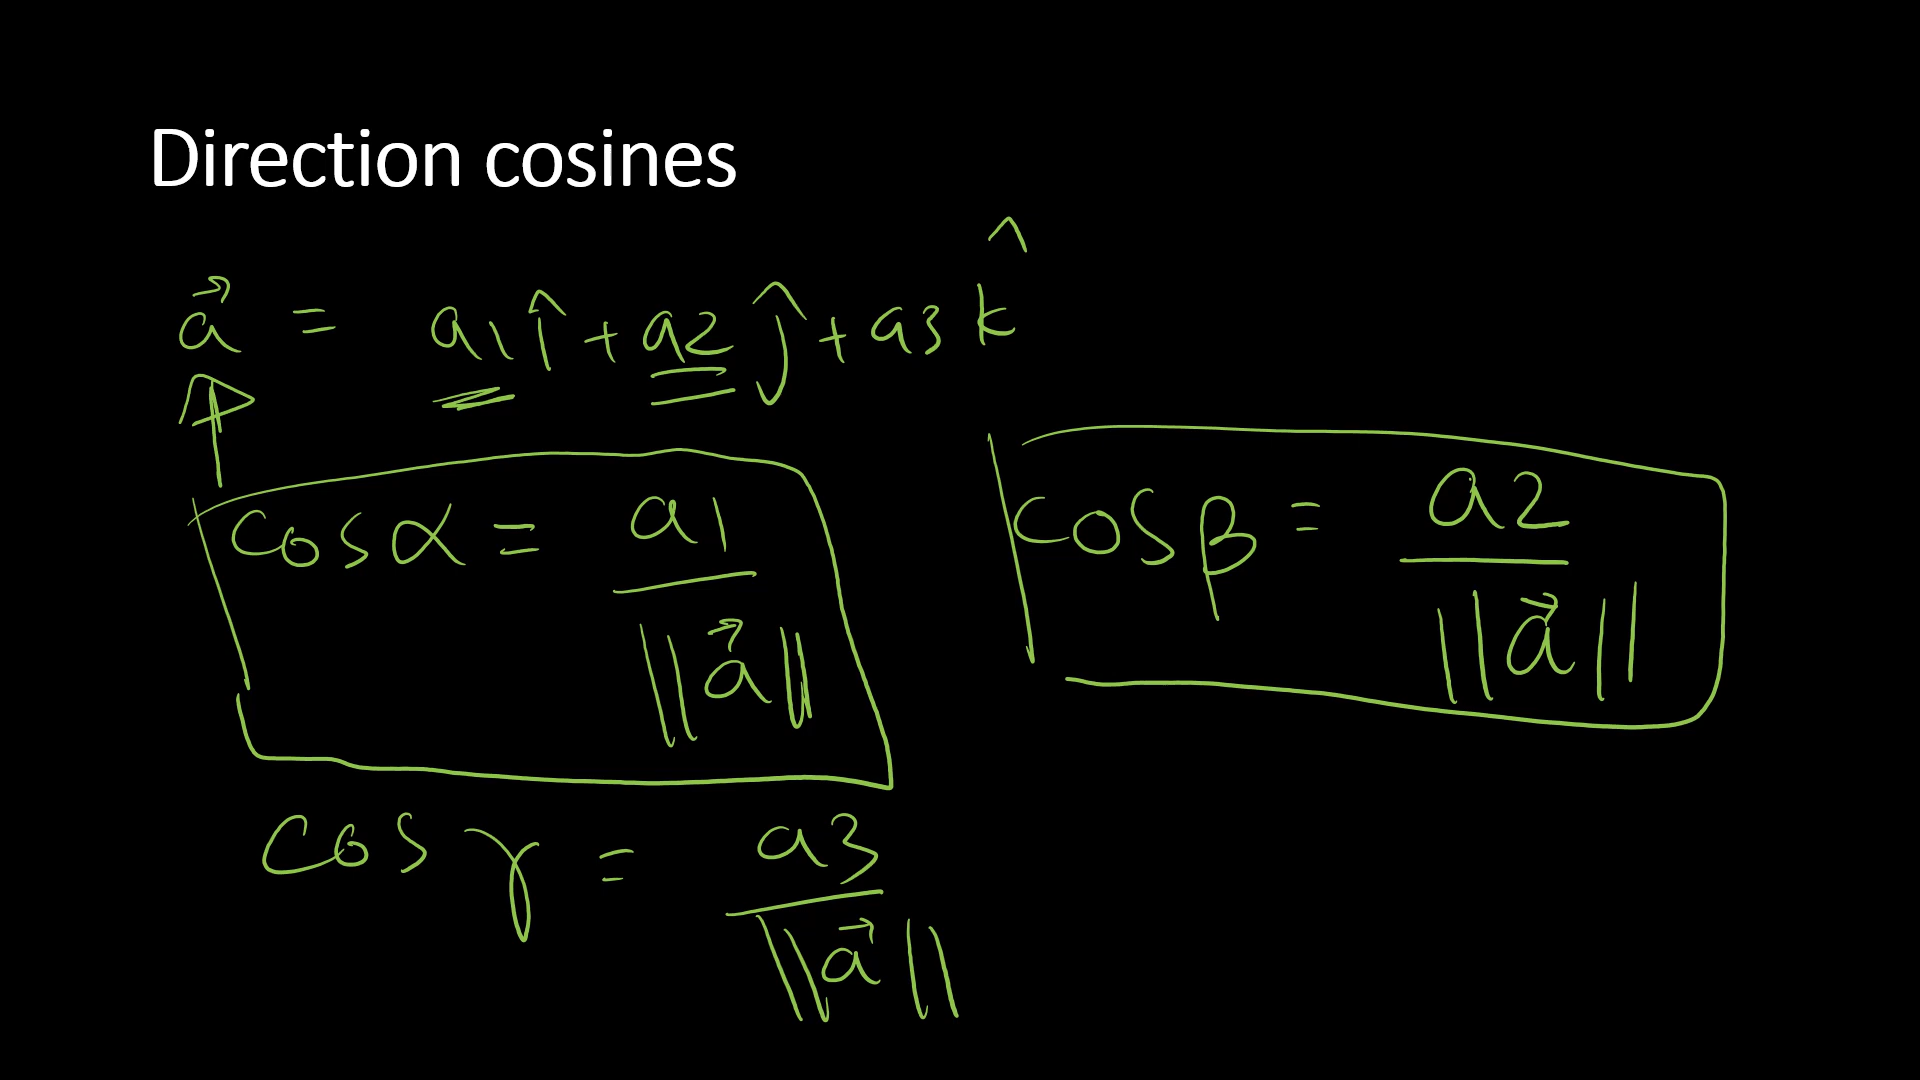 Direction cosines
a⃗ = a1 î + a2 ĵ + a3 k̂
cos α = a1 / ||a⃗||
cos β = a2 / ||a⃗||
cos γ = a3 / ||a⃗||